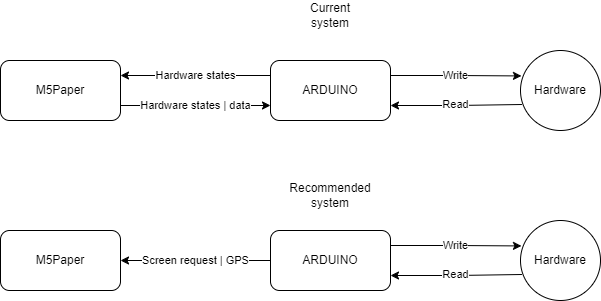 Current
system
Hardware states
Write
M5Paper
ARDUINO
Hardware
Hardware states | data
Read
Recommended
system
Write
M5Paper
Screen request | GPS
ARDUINO
Hardware
Read